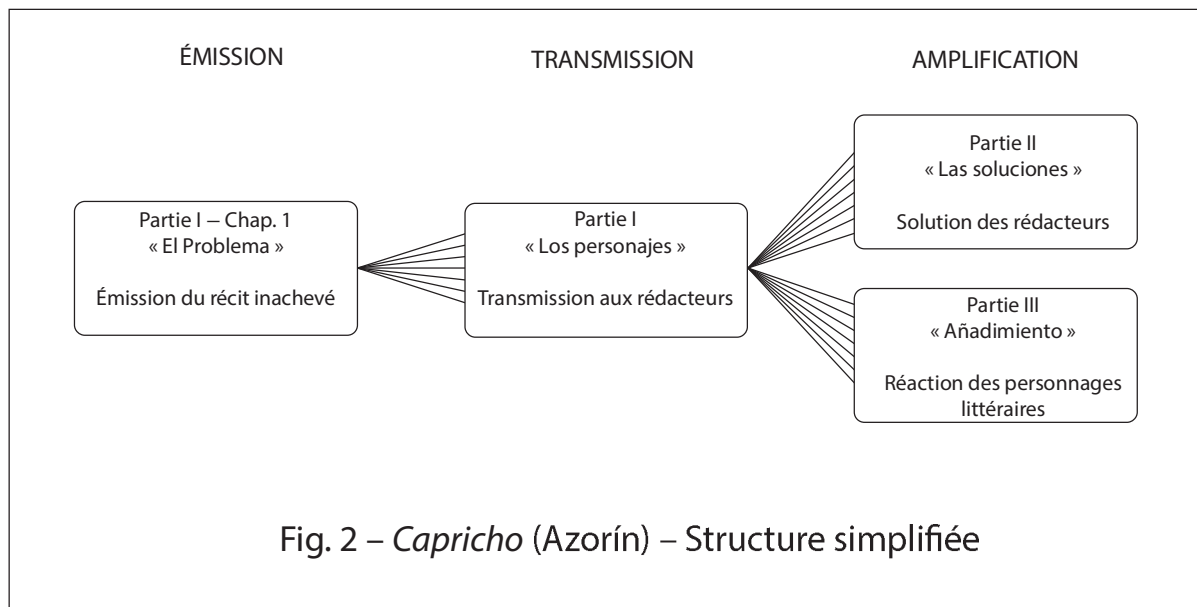 ÉMISSION
TRANSMISSION
AMPLIFICATION
Partie I – Chap. 1
« El Problema »
Émission du récit inachevé
Partie I
« Los personajes »
Transmission aux rédacteurs
Partie II
« Las soluciones »
Solution des rédacteurs
Partie III
« Añadimiento »
Réaction des personnages
littéraires
Fig. 2 – Capricho (Azorín) – Structure simplifiée